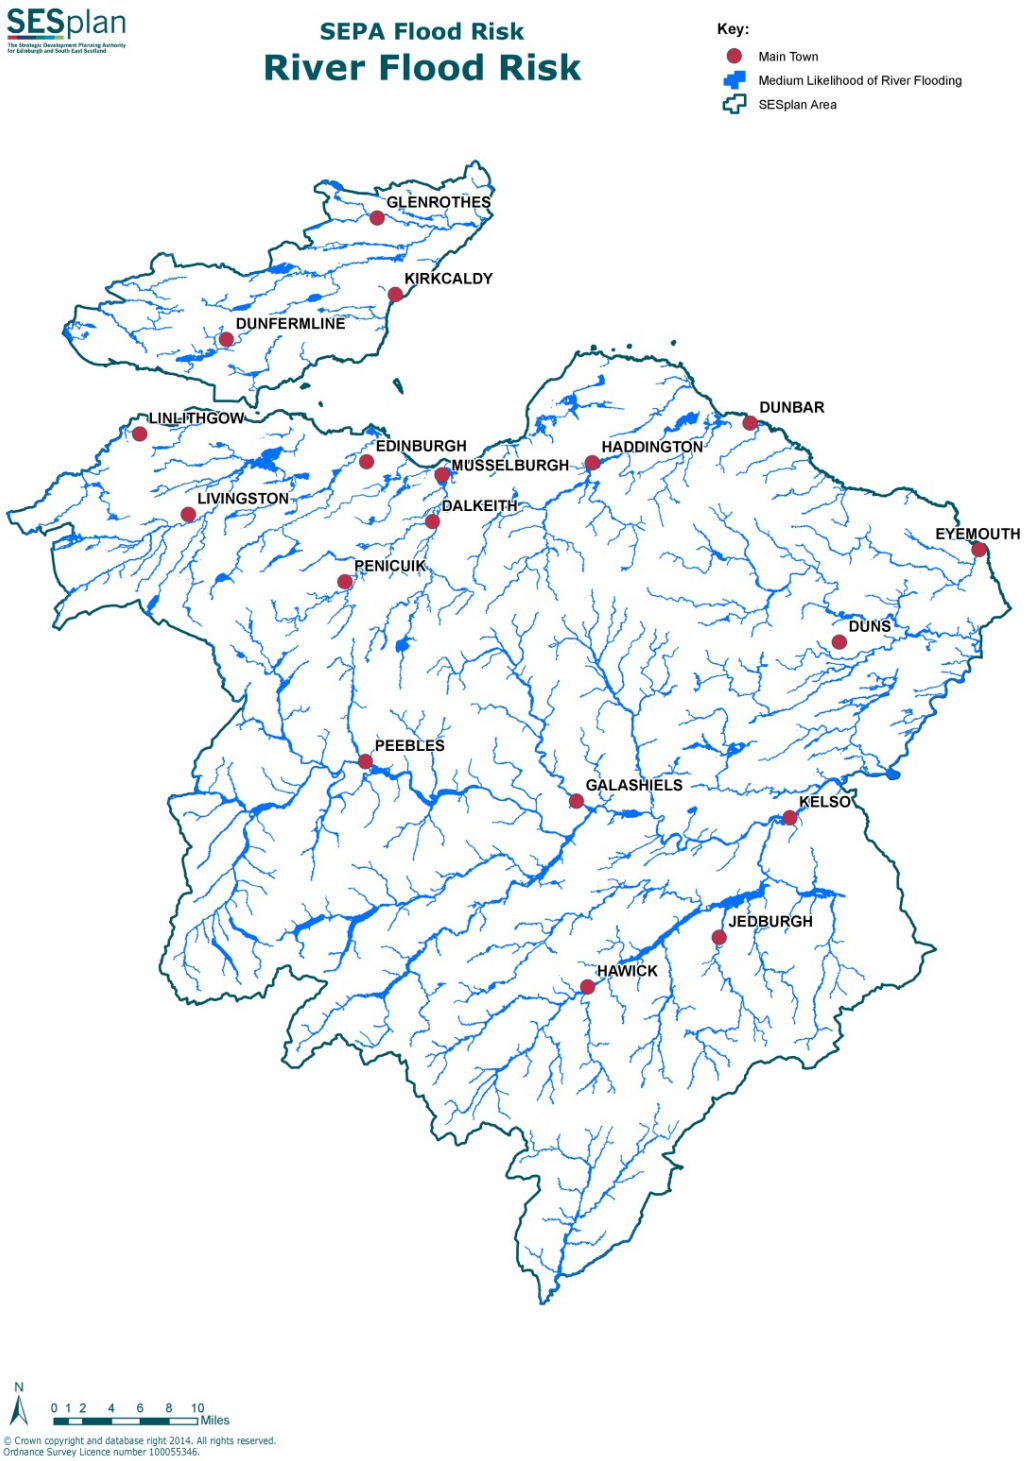 SESplan
The Strategic Development Planning Authority
for Edinburgh and South East Scotland
SEPA Flood Risk
River Flood Risk
Key:
Main Town
Medium Likelihood of River Flooding
SESplan Area
GLENROTHES
KIRKCALDY
DUNFERMLINE
LINLITHGOW
DUNBAR
EDINBURGH
HADDINGTON
MUSSELBURGH
LIVINGSTON
DALKEITH
EYEMOUTH
PENICUIK
DUNS
PEEBLES
GALASHIELS
KELSO
JEDBURGH
HAWICK
N
0 1 2 4 6 8 10
Miles
© Crown copyright and database right 2014. All rights reserved.
Ordnance Survey Licence number 100055346.